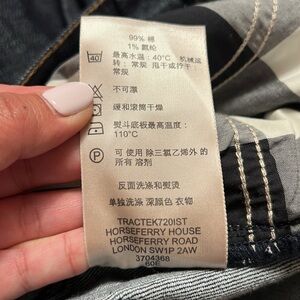 99% 棉
1% 氨纶
40
最高水温：40°C 机械运
转：常规 甩干或拧干：
常规
不可漂
缓和滚筒干燥
熨斗底板最高温度：
110°C
P
可 使用 除三氯乙烯外的
所有 溶剂
反面洗涤和熨烫
单独洗涤 深颜色 衣物
TRACTEK720IST
HORSEFERRY HOUSE
HORSEFERRY ROAD
LONDON SW1P 2AW
3704368
60E